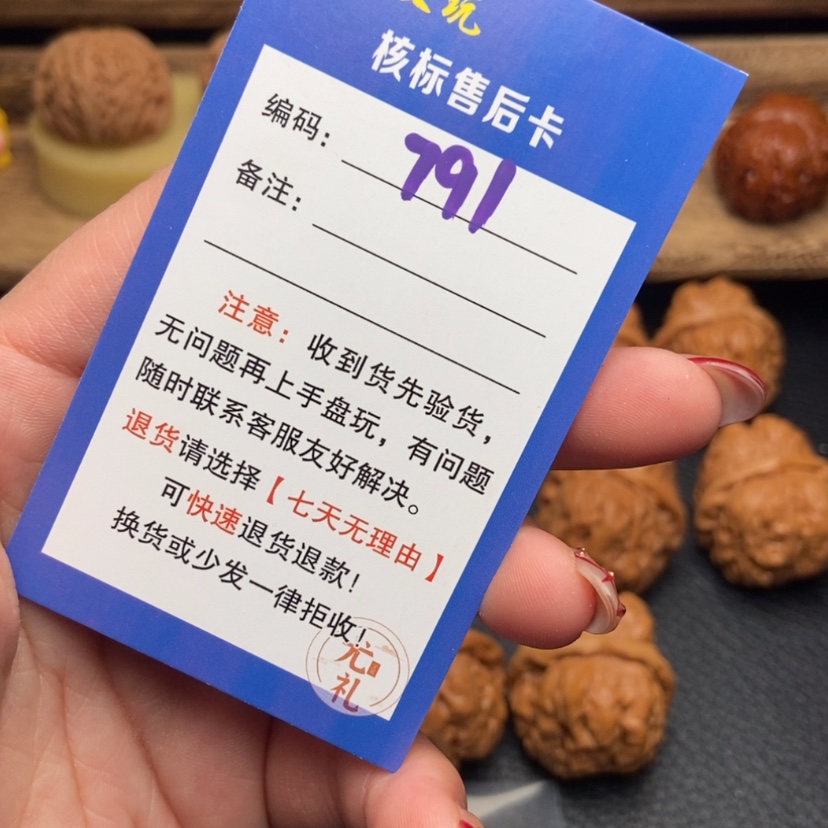 玩
核标售后卡
编码：791
备注：
注意：收到货先验货，
无问题再上手盘玩，有问题
随时联系客服友好解决。
退货请选择【七天无理由】
可快速退货退款！
换货或少发一律拒收！
元
礼